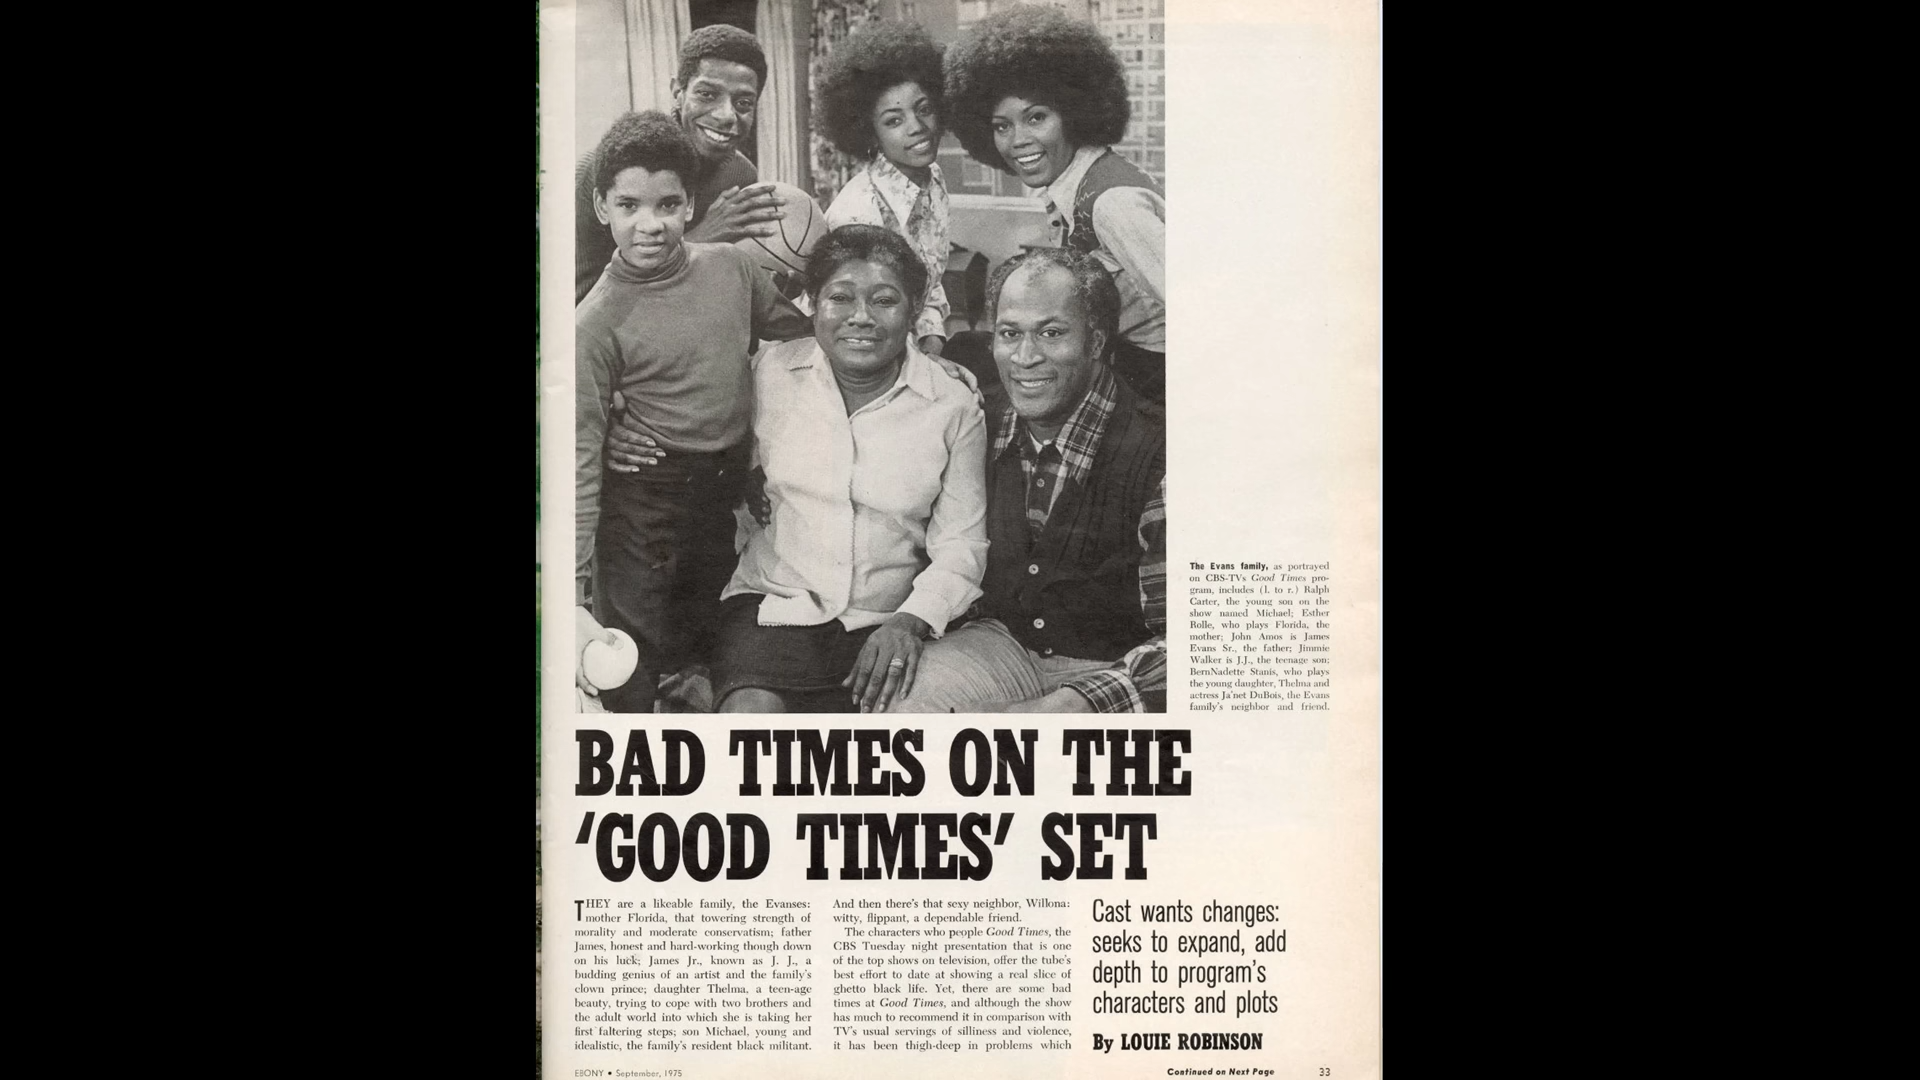 The Evans family, as portrayed
on CBS-TVs Good Times pro-
gram, includes (l. to r.) Ralph
Carter, the young son on the
show named Michael; Esther
Rolle, who plays Florida, the
mother; John Amos is James
Evans Sr., the father; Jimmie
Walker is J.J., the teenage son;
BernNadette Stanis, who plays
the young daughter, Thelma and
actress Ja'net DuBois, the Evans
family's neighbor and friend.
BAD TIMES ON THE
'GOOD TIMES' SET
THEY are a likeable family, the Evanses:
mother Florida, that towering strength of
morality and moderate conservatism; father
James, honest and hard-working though down
on his luck; James Jr., known as J. J., a
budding genius of an artist and the family's
clown prince; daughter Thelma, a teen-age
beauty, trying to cope with two brothers and
the adult world into which she is taking her
first faltering steps; son Michael, young and
idealistic, the family's resident black militant.
And then there's that sexy neighbor, Willona:
witty, flippant, a dependable friend.
The characters who people Good Times, the
CBS Tuesday night presentation that is one
of the top shows on television, offer the tube's
best effort to date at showing a real slice of
ghetto black life. Yet, there are some bad
times at Good Times, and although the show
has much to recommend it in comparison with
TV's usual servings of silliness and violence,
it has been thigh-deep in problems which
Cast wants changes:
seeks to expand, add
depth to program's
characters and plots
By LOUIE ROBINSON
EBONY • September, 1975
Continued on Next Page
33